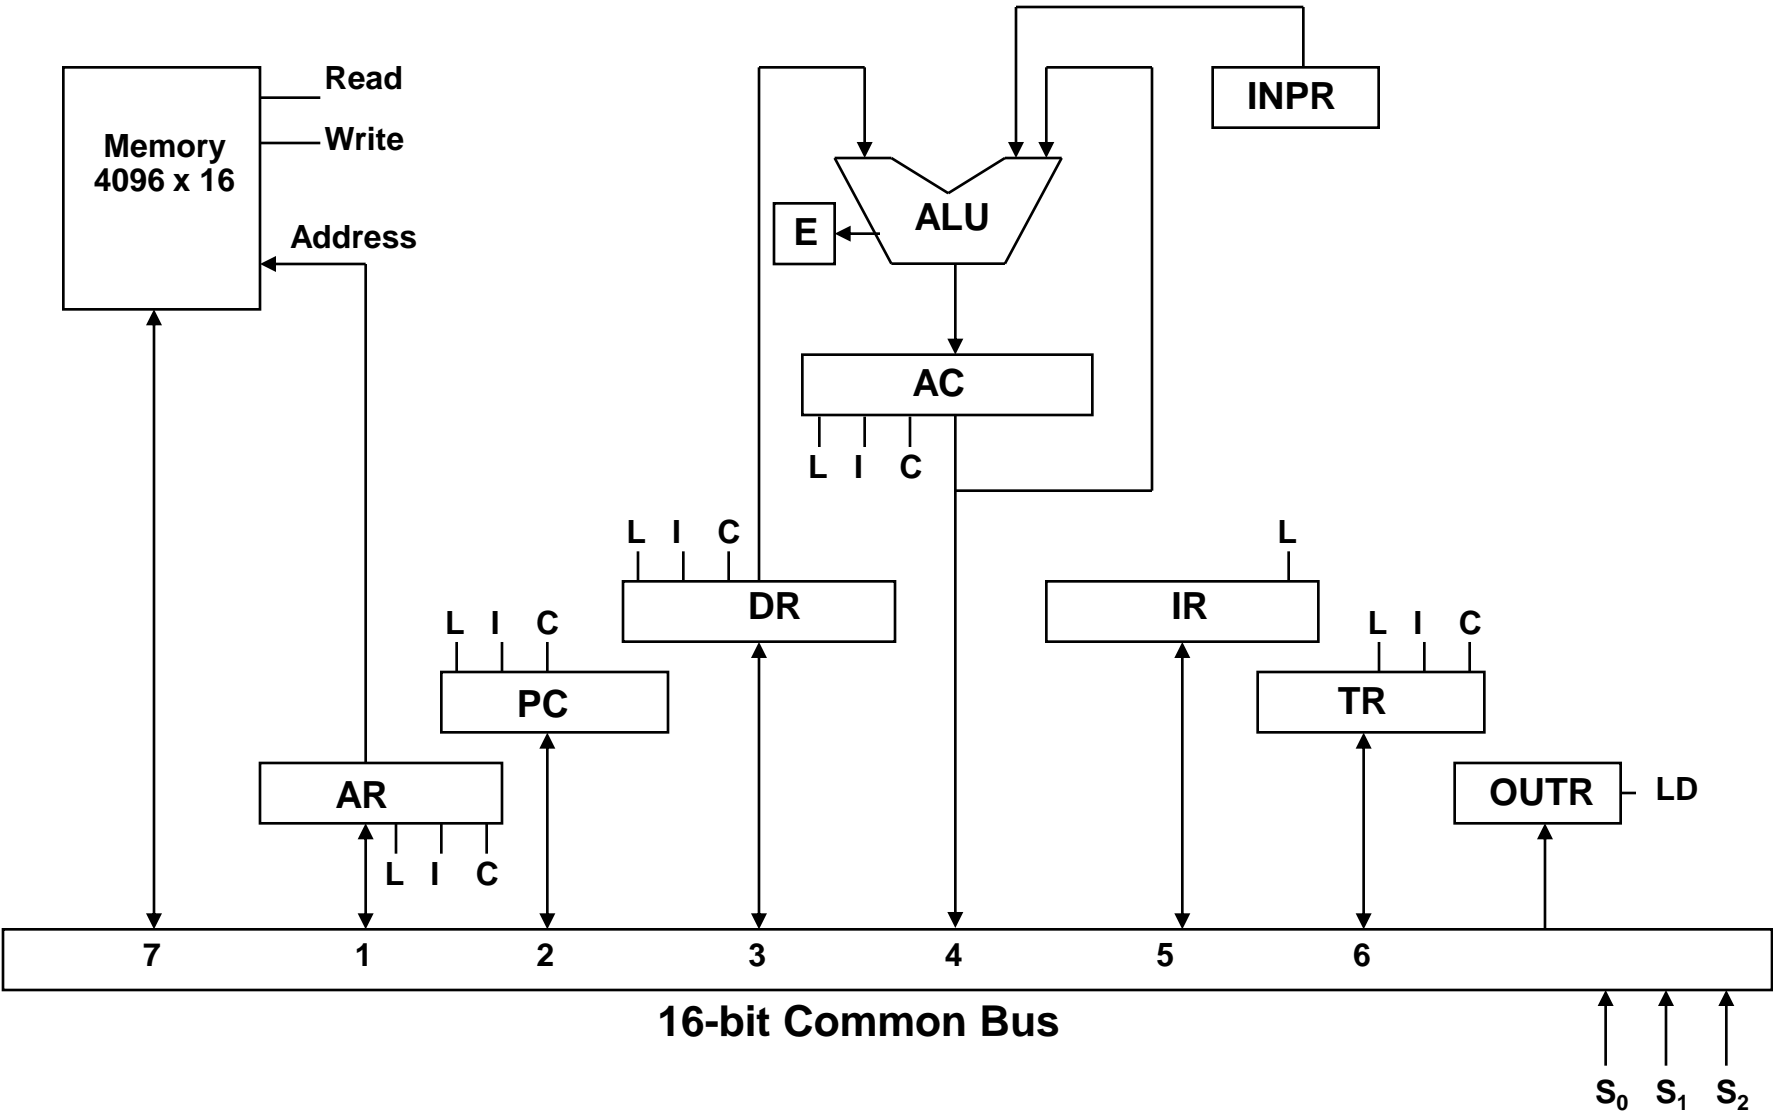 Read
Write
Memory
4096 x 16
Address
INPR
ALU
E
AC
L I C
L I C
DR
L
IR
L I C
PC
L I C
TR
AR
L I C
OUTR LD
7 1 2 3 4 5 6
16-bit Common Bus
S₀ S₁ S₂